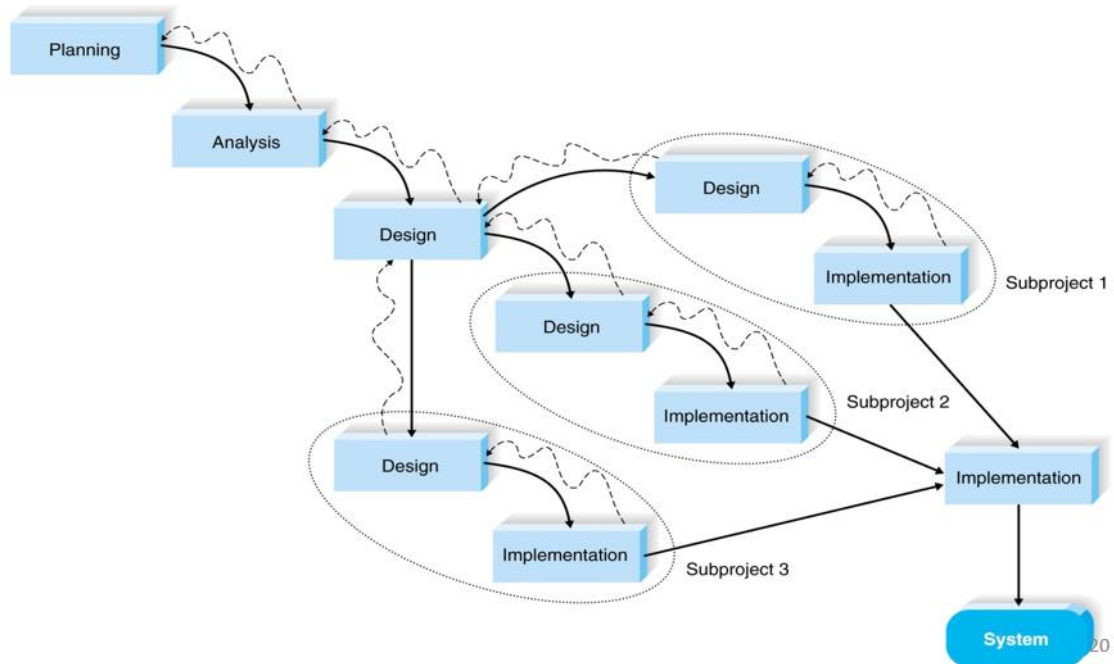 Planning
Analysis
Design
Design
Implementation
Subproject 1
Design
Implementation
Subproject 2
Design
Implementation
Subproject 3
Implementation
System
20